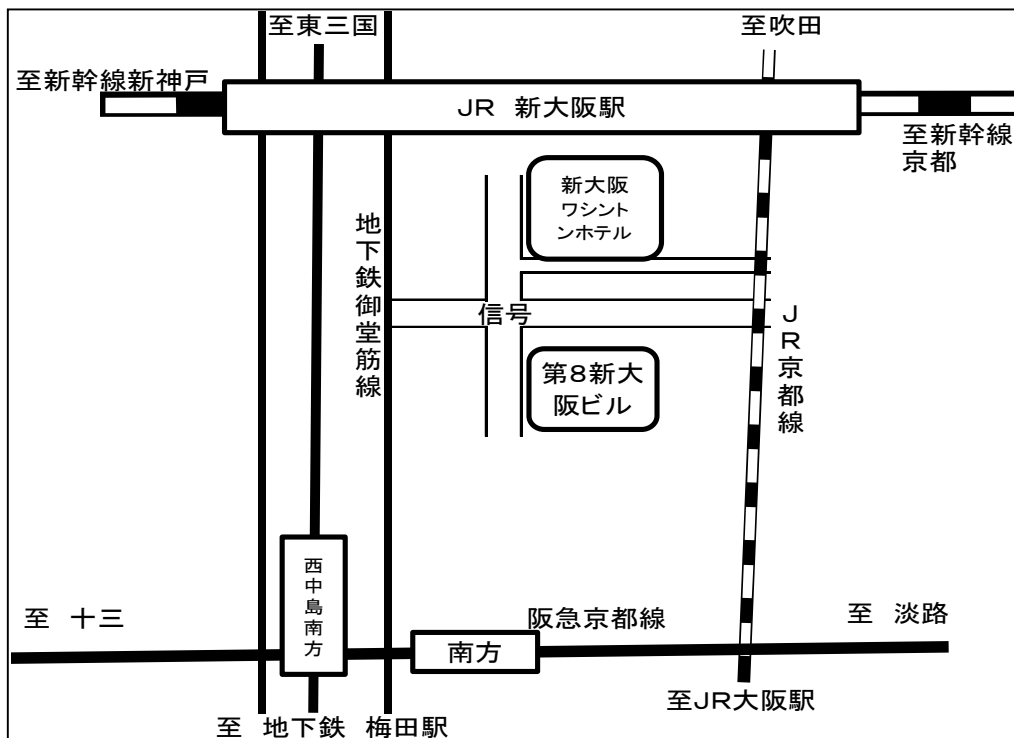 至東三国
至吹田
至新幹線新神戸
JR 新大阪駅
至新幹線
京都
新大阪
ワシント
ンホテル
地下鉄御堂筋線
信号
JR京都線
第8新大
阪ビル
西中島南方
至 十三
阪急京都線
至 淡路
南方
至JR大阪駅
至 地下鉄 梅田駅